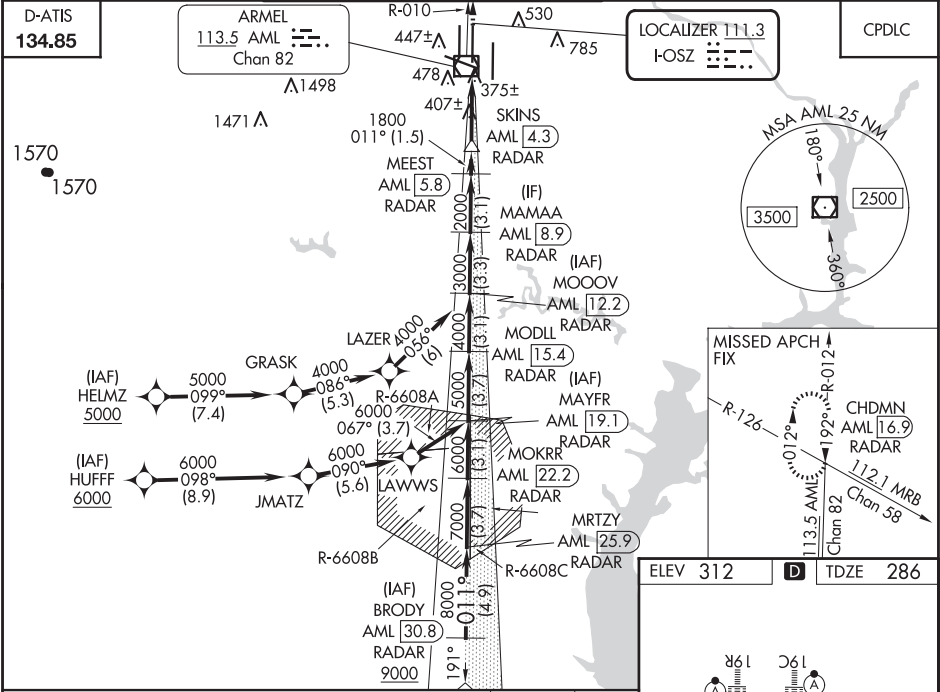 D-ATIS
134.85
ARMEL
113.5 AML
Chan 82
R-010
530
447±
785
478
375±
407±
1498
1471
LOCALIZER 111.3
I-OSZ
CPDLC
1570
1570
1800
011° (1.5)
SKINS
AML 4.3
RADAR
MEEST
AML 5.8
RADAR
2000
(3.1)
(IF)
MAMAA
AML 8.9
RADAR
3000
(3.3)
(IAF)
MOOOV
AML 12.2
RADAR
4000
(3.1)
MODLL
AML 15.4
RADAR
5000
(3.7)
(IAF)
MAYFR
AML 19.1
RADAR
6000
(3.1)
MOKRR
AML 22.2
RADAR
7000
(3.7)
MRTZY
AML 25.9
RADAR
8000
011°
(4.9)
(IAF)
BRODY
AML 30.8
RADAR
9000
191°
(IAF)
HELMZ
5000
5000
099°
(7.4)
GRASK
4000
086°
(5.3)
LAZER
4000
056°
(6)
(IAF)
HUFFF
6000
6000
098°
(8.9)
JMATZ
6000
090°
(5.6)
LAWWS
6000
067° (3.7)
R-6608A
R-6608B
R-6608C
MSA AML 25 NM
180°
3500
2500
360°
MISSED APCH
FIX
R-012
R-126
012°
192°
CHDMN
AML 16.9
RADAR
112.1 MRB
Chan 58
113.5 AML
Chan 82
ELEV 312
D
TDZE 286
19R
19C
A
A